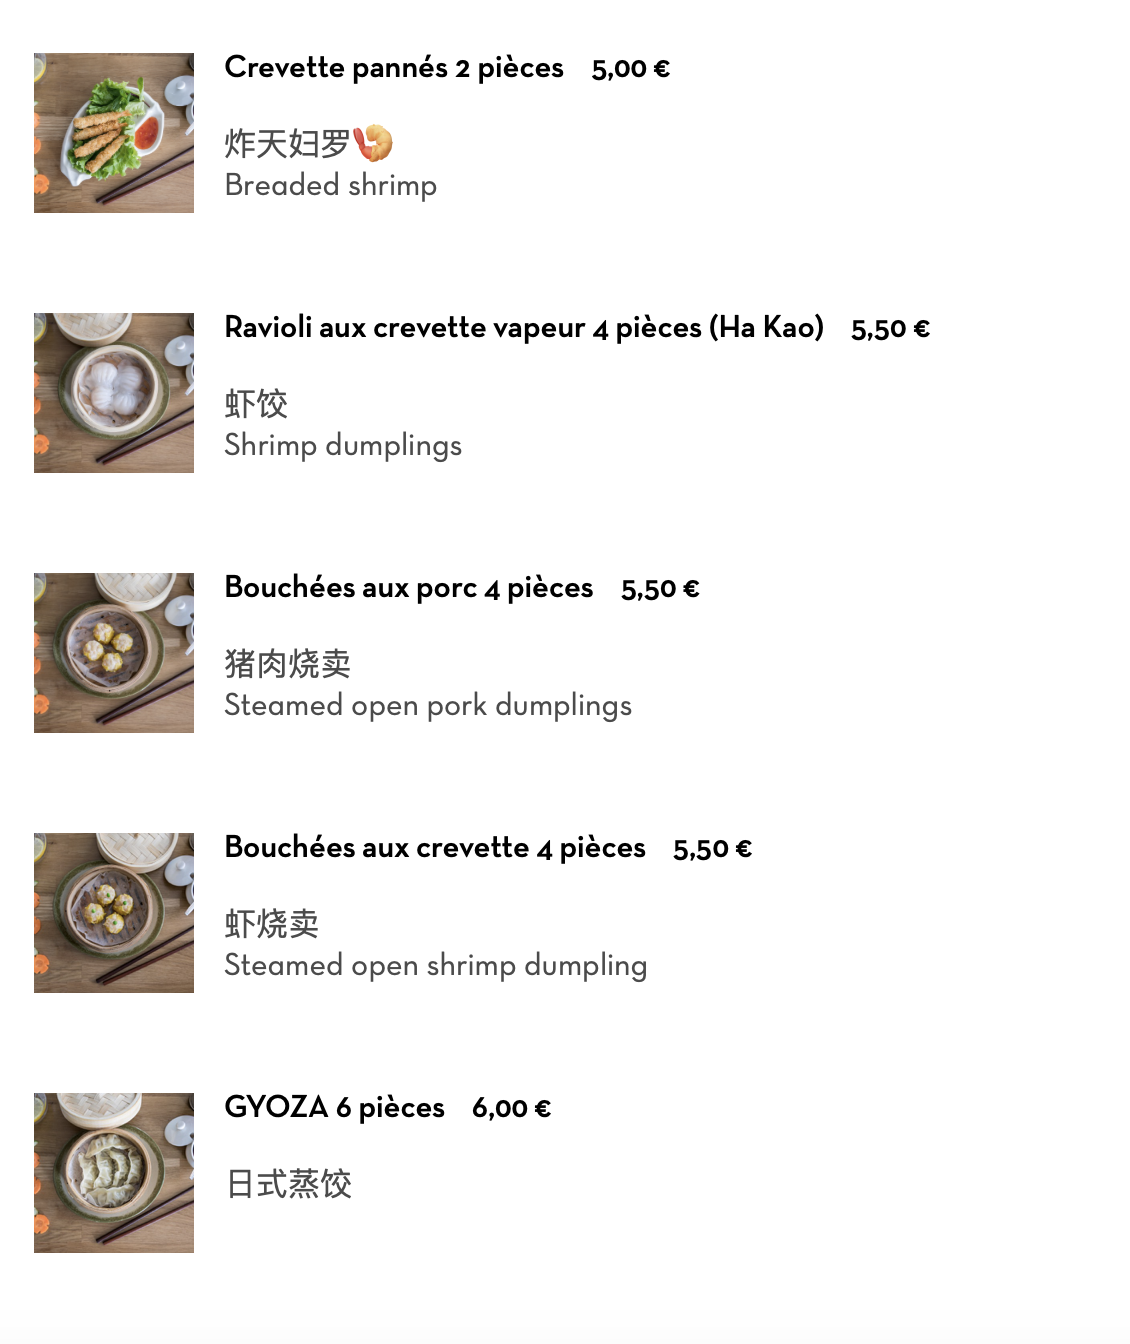 Crevette pannés 2 pièces 5,00 €
炸天妇罗🍤
Breaded shrimp
Ravioli aux crevette vapeur 4 pièces (Ha Kao) 5,50 €
虾饺
Shrimp dumplings
Bouchées aux porc 4 pièces 5,50 €
猪肉烧卖
Steamed open pork dumplings
Bouchées aux crevette 4 pièces 5,50 €
虾烧卖
Steamed open shrimp dumpling
GYOZA 6 pièces 6,00 €
日式蒸饺